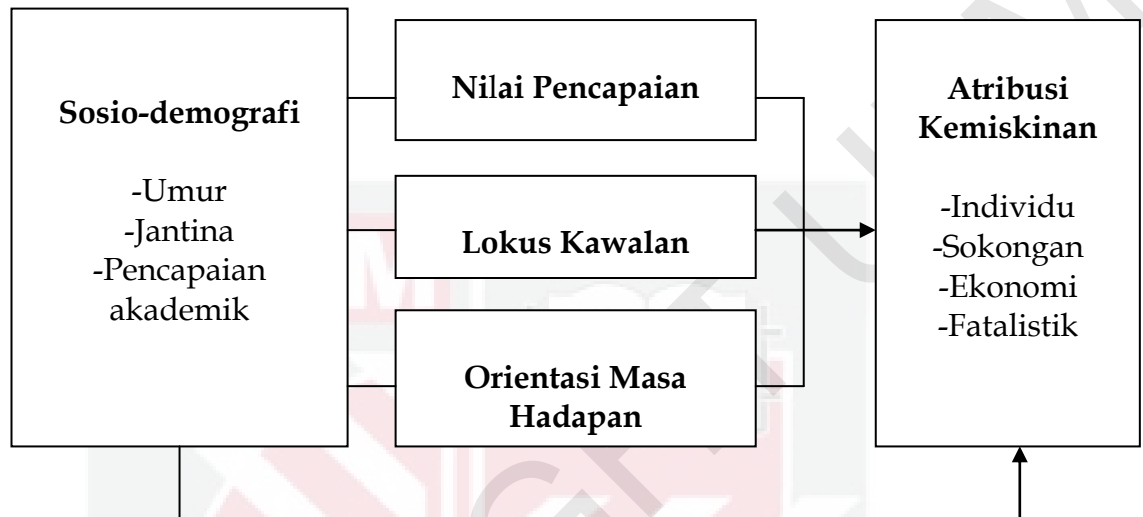 Sosio-demografi
-Umur
-Jantina
-Pencapaian
akademik
Nilai Pencapaian
Lokus Kawalan
Orientasi Masa
Hadapan
Atribusi
Kemiskinan
-Individu
-Sokongan
-Ekonomi
-Fatalistik